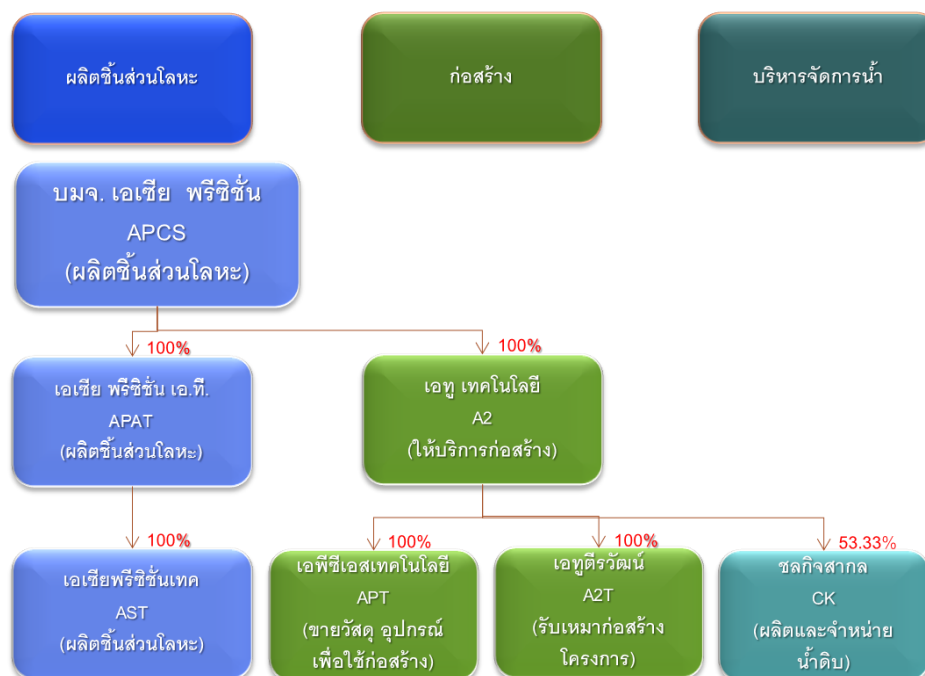 ผลิตชิ้นส่วนโลหะ
ก่อสร้าง
บริหารจัดการน้ำ
บมจ. เอเซีย พรีซิชั่น
APCS
(ผลิตชิ้นส่วนโลหะ)
100%
100%
เอเซีย พรีซิชั่น เอ.ที.
APAT
(ผลิตชิ้นส่วนโลหะ)
เอทู เทคโนโลยี
A2
(ให้บริการก่อสร้าง)
100%
100%
100%
53.33%
เอเซียพรีซิชั่นเทค
AST
(ผลิตชิ้นส่วนโลหะ)
เอพีซีเอสเทคโนโลยี
APT
(ขายวัสดุ อุปกรณ์
เพื่อใช้ก่อสร้าง)
เอทูตีรวัฒน์
A2T
(รับเหมาก่อสร้าง
โครงการ)
ชลกิจสากล
CK
(ผลิตและจำหน่าย
น้ำดิบ)